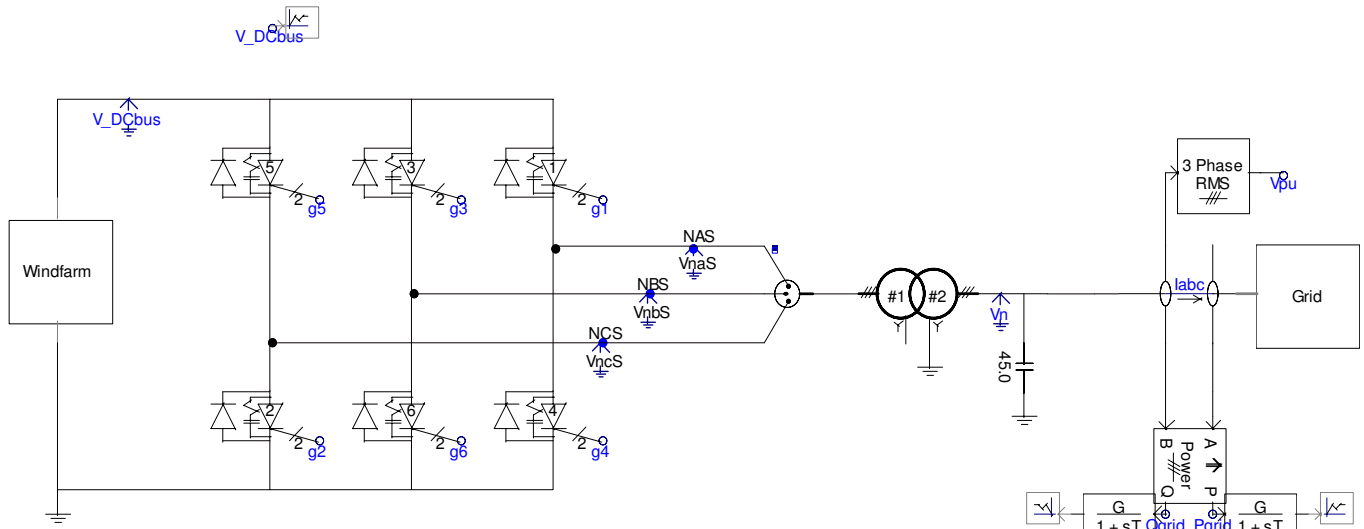 V_DCbus
V_DCbus
5
2
g5
3
2
g3
1
2
g1
3 Phase
RMS
Vpu
Windfarm
NAS
VnaS
NBS
VnbS
NCS
VncS
#1
#2
Y
Y
Vn
45.0
Iabc
Grid
2
2
g2
6
2
g6
4
2
g4
A
B
Power
P
Q
G
1 + sT
Qgrid
Pgrid
G
1 + sT